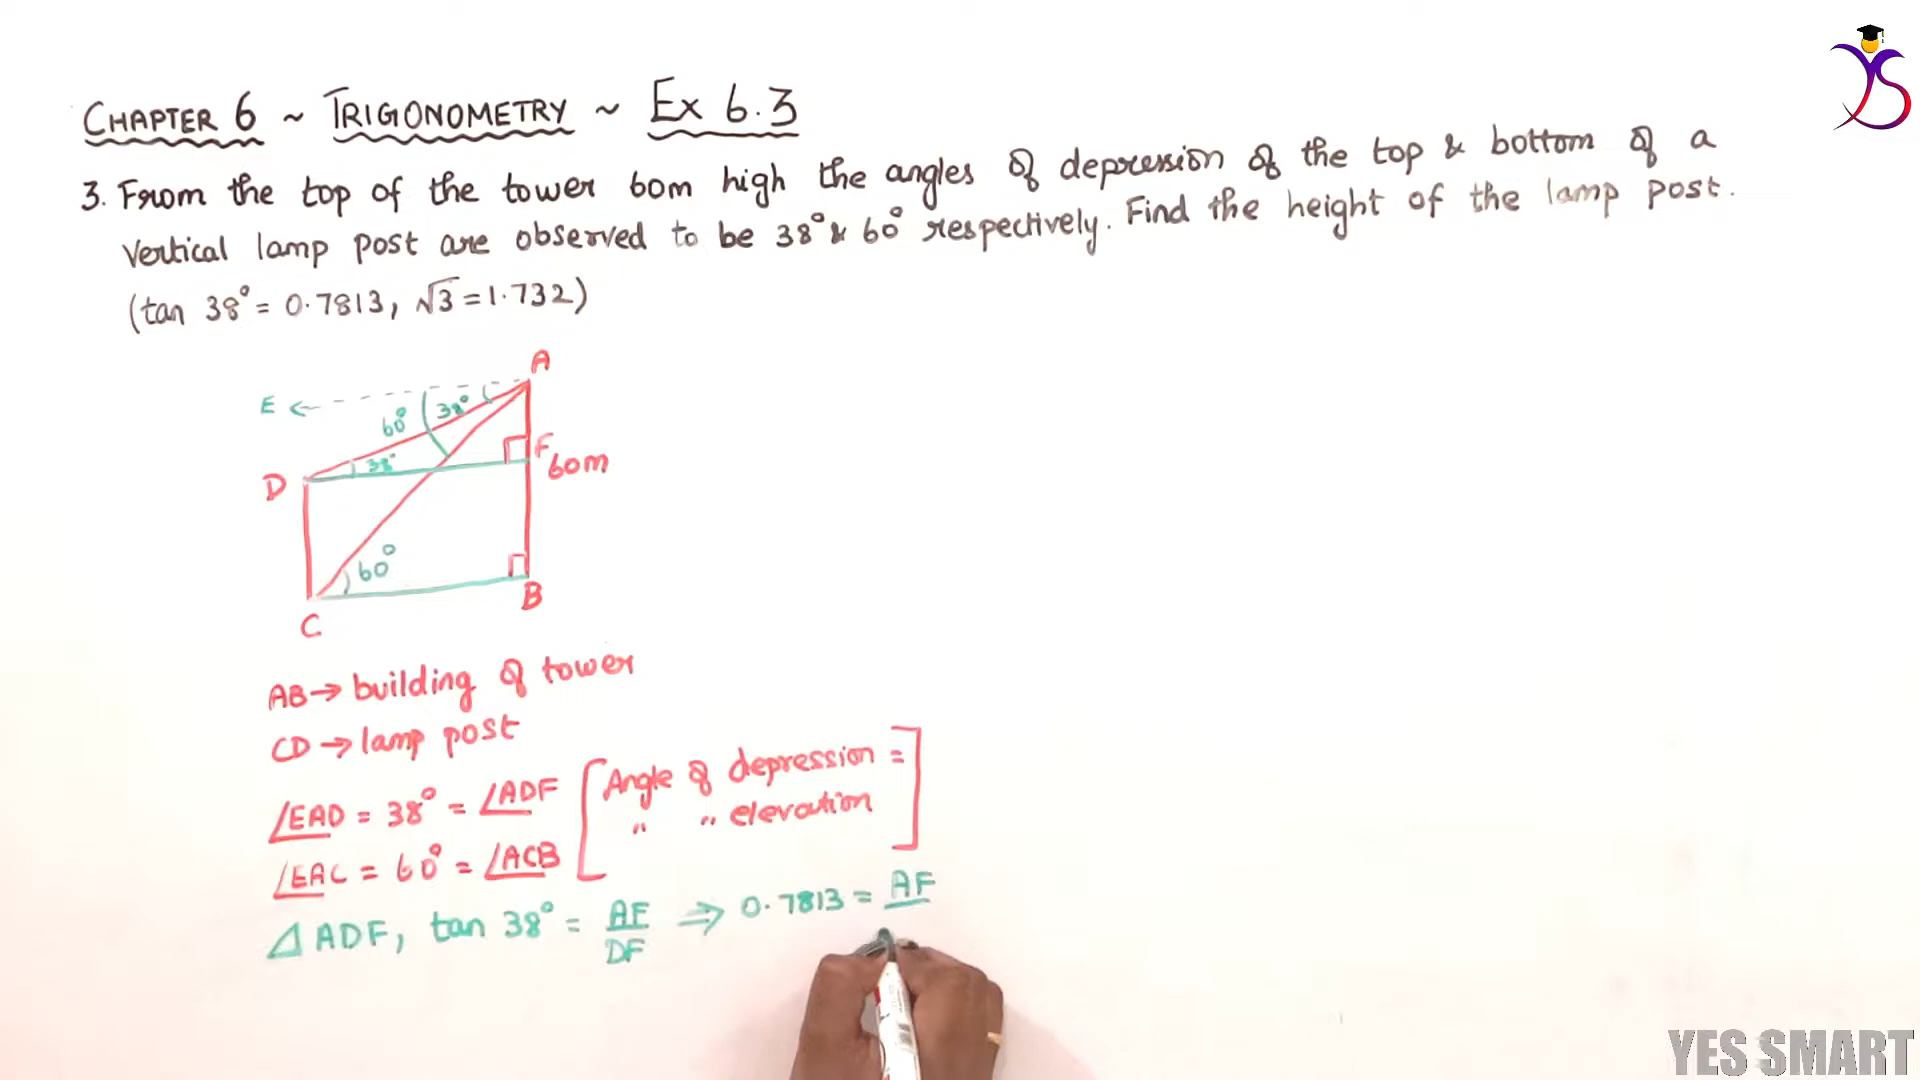 CHAPTER 6 ~ TRIGONOMETRY ~ Ex 6.3
3. From the top of the tower 60m high the angles of depression of the top & bottom of a
vertical lamp post are observed to be 38° & 60° respectively. Find the height of the lamp post.
(tan 38° = 0.7813, √3 = 1.732)
A
E
60°
38°
F
38°
60m
D
60°
B
C
AB → building of tower
CD → lamp post
∠EAD = 38° = ∠ADF [Angle of depression =
" " elevation]
∠EAC = 60° = ∠ACB
△ ADF, tan 38° = AF/DF ⇒ 0.7813 = AF
YS
YES SMART